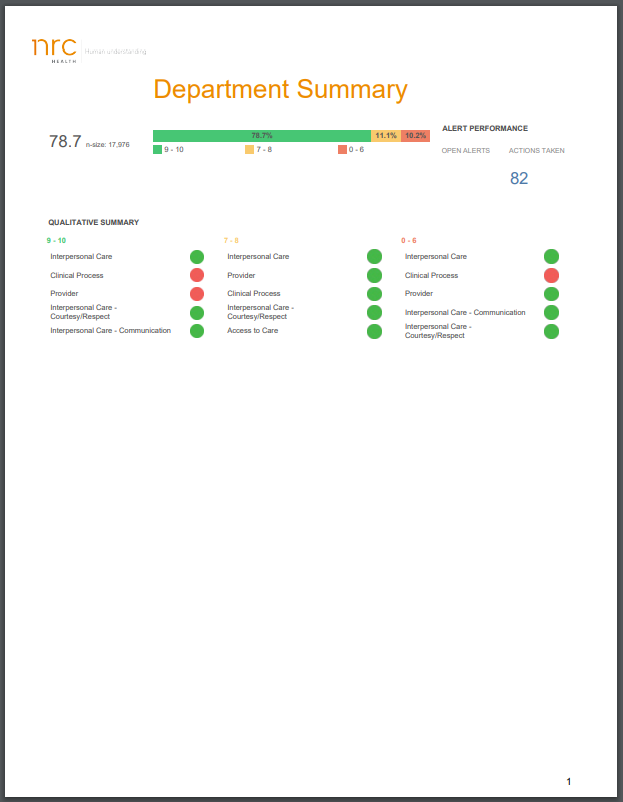 nrc
HEALTH
Human understanding
Department Summary
78.7 n-size: 17,976
78.7% 11.1% 10.2%
9 - 10 7 - 8 0 - 6
ALERT PERFORMANCE
OPEN ALERTS ACTIONS TAKEN
82
QUALITATIVE SUMMARY
9 - 10
Interpersonal Care
Clinical Process
Provider
Interpersonal Care -
Courtesy/Respect
Interpersonal Care - Communication
7 - 8
Interpersonal Care
Provider
Clinical Process
Interpersonal Care -
Courtesy/Respect
Access to Care
0 - 6
Interpersonal Care
Clinical Process
Provider
Interpersonal Care - Communication
Interpersonal Care -
Courtesy/Respect
1